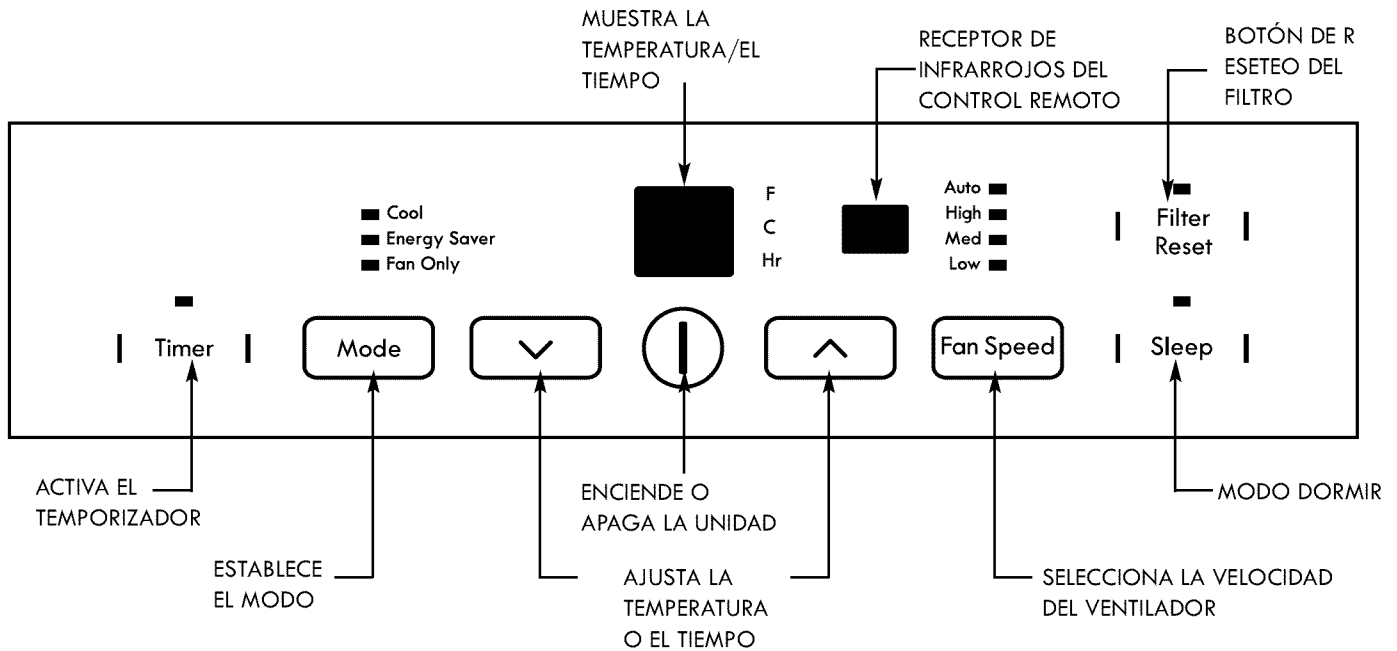 MUESTRA LA
TEMPERATURA/EL
TIEMPO
RECEPTOR DE
INFRARROJOS DEL
CONTROL REMOTO
BOTÓN DE R
ESETEO DEL
FILTRO
Cool
Energy Saver
Fan Only
F
C
Hr
Auto
High
Med
Low
Filter
Reset
Timer
Mode
Fan Speed
Sleep
ACTIVA EL
TEMPORIZADOR
ESTABLECE
EL MODO
ENCIENDE O
APAGA LA UNIDAD
AJUSTA LA
TEMPERATURA
O EL TIEMPO
MODO DORMIR
SELECCIONA LA VELOCIDAD
DEL VENTILADOR